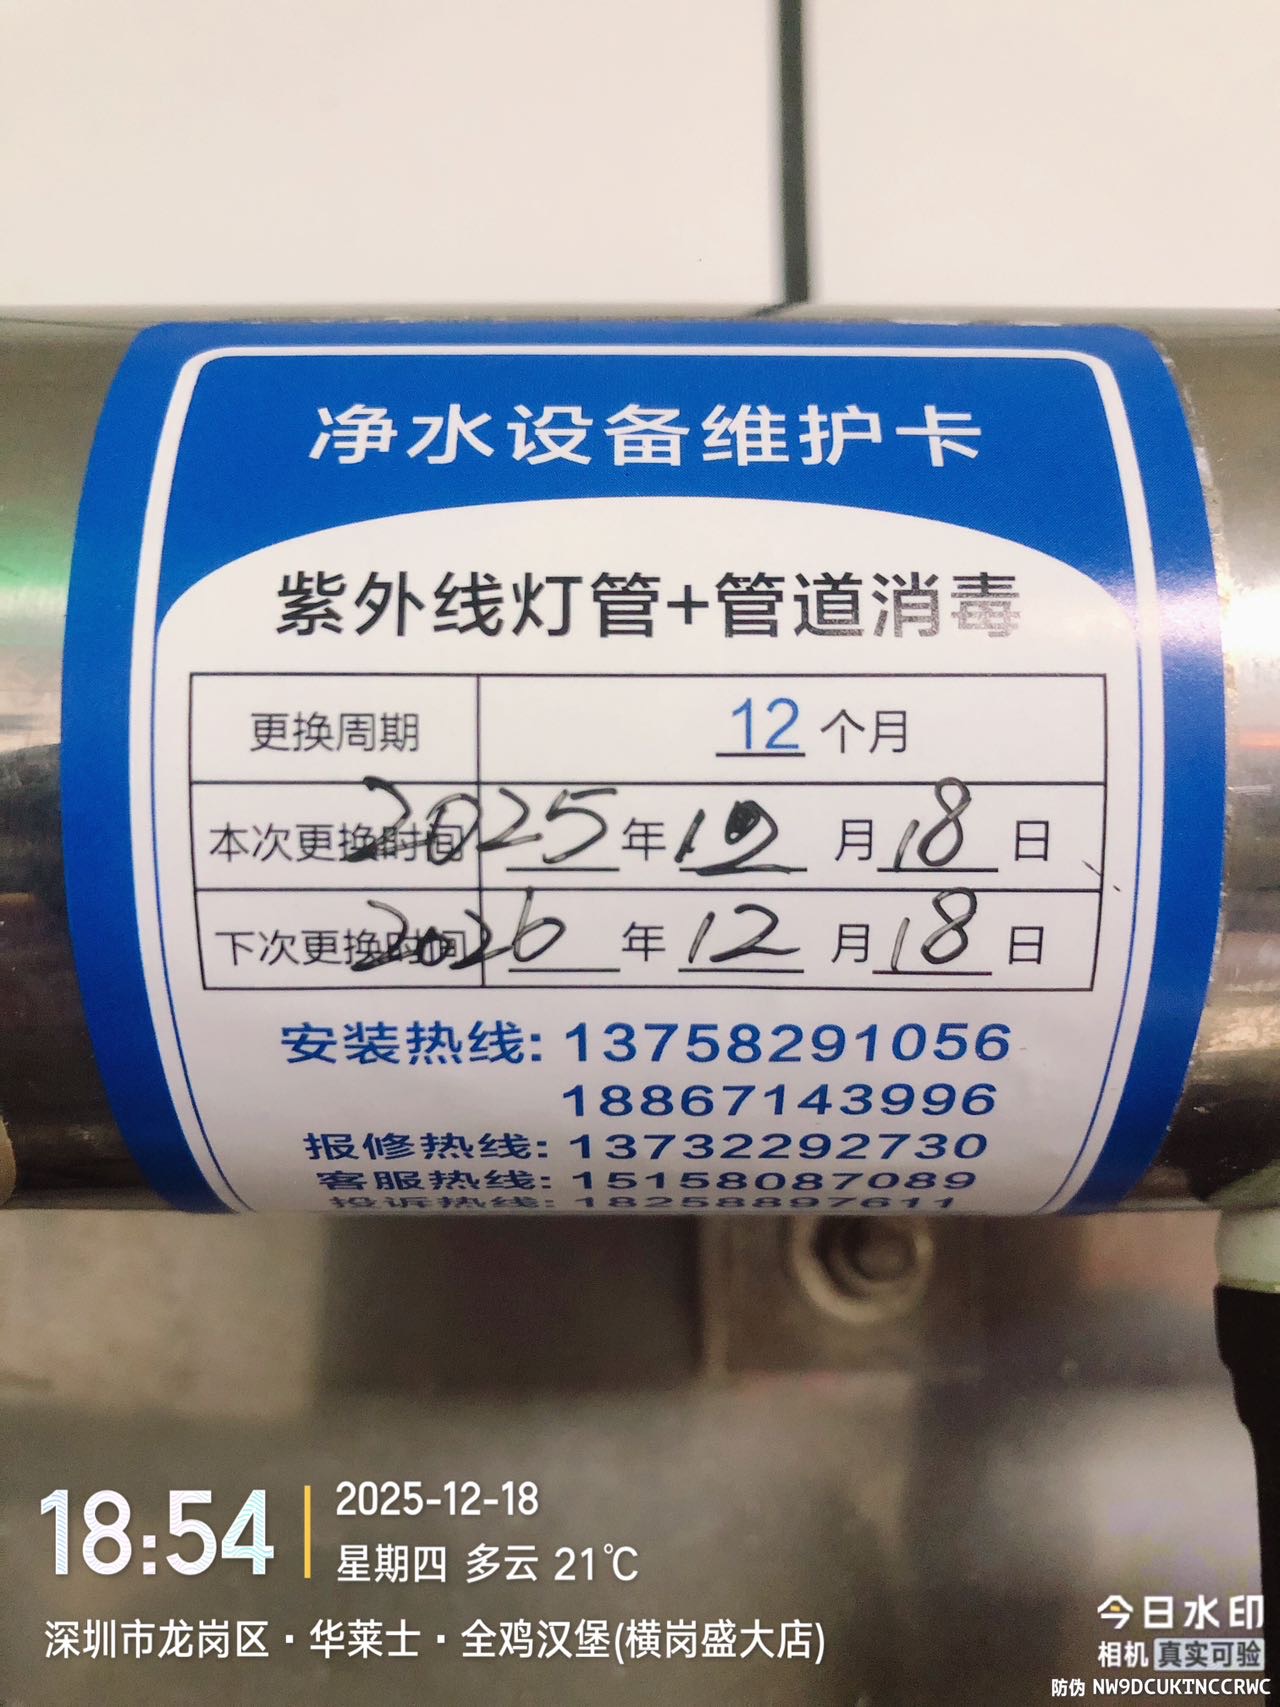 净水设备维护卡
紫外线灯管+管道消毒
更换周期 12 个月
本次更换时间 2025 年 12 月 18 日
下次更换时间 2026 年 12 月 18 日
安装热线: 13758291056
18867143996
报修热线: 13732292730
客服热线: 15158087089
投诉热线: 18258897611
18:54
2025-12-18
星期四 多云 21℃
深圳市龙岗区·华莱士·全鸡汉堡(横岗盛大店)
今日水印
相机 真实可验
防伪 NW9DCUKTNCCRWC